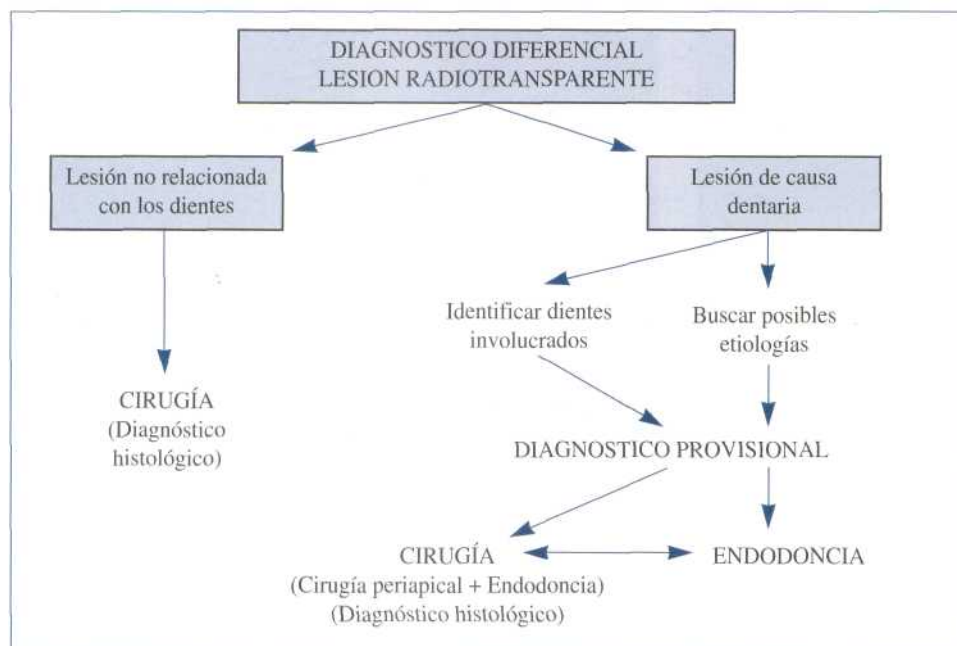 DIAGNOSTICO DIFERENCIAL
LESION RADIOTRANSPARENTE
Lesión no relacionada
con los dientes
Lesión de causa
dentaria
Identificar dientes
involucrados
Buscar posibles
etiologías
CIRUGÍA
(Diagnóstico
histológico)
DIAGNOSTICO PROVISIONAL
CIRUGÍA
(Cirugía periapical + Endodoncia)
(Diagnóstico histológico)
ENDODONCIA